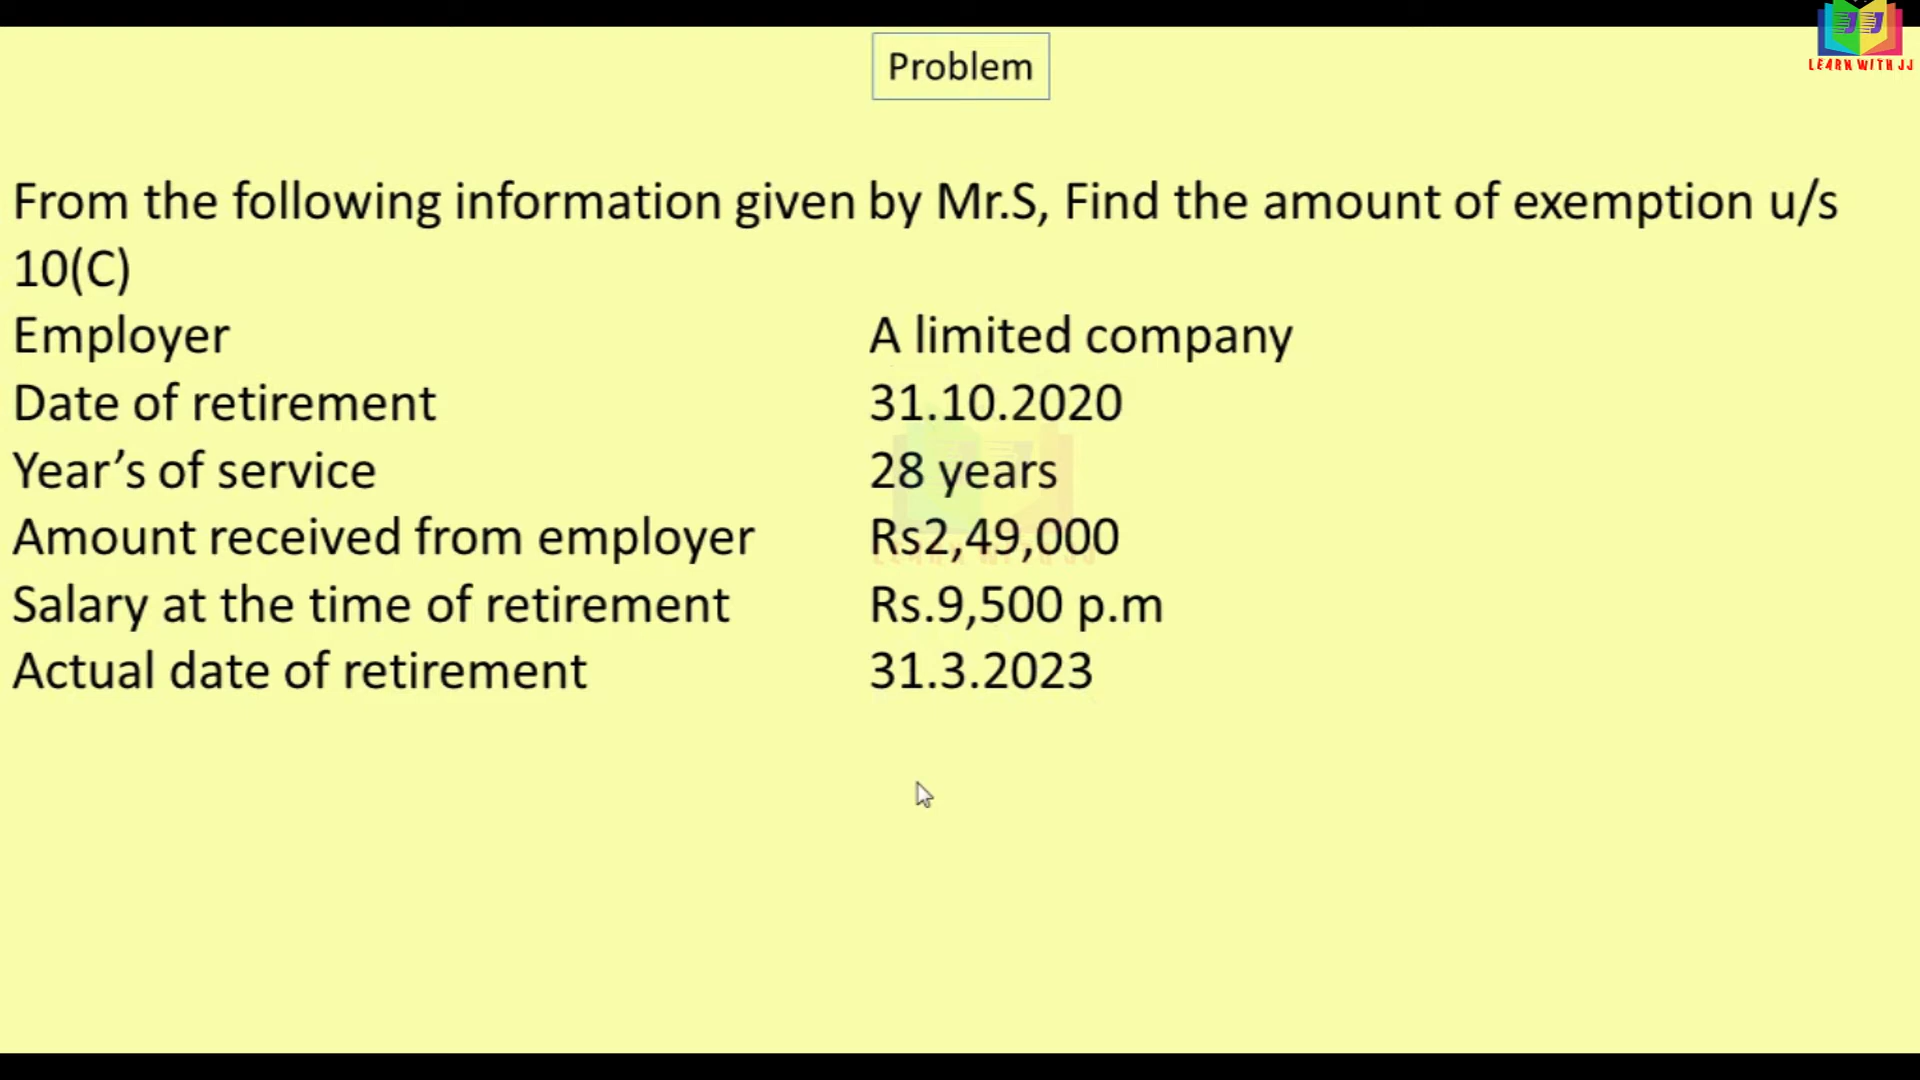 LEARN WITH JJ
Problem
From the following information given by Mr.S, Find the amount of exemption u/s
10(C)
Employer A limited company
Date of retirement 31.10.2020
Year’s of service 28 years
Amount received from employer Rs2,49,000
Salary at the time of retirement Rs.9,500 p.m
Actual date of retirement 31.3.2023